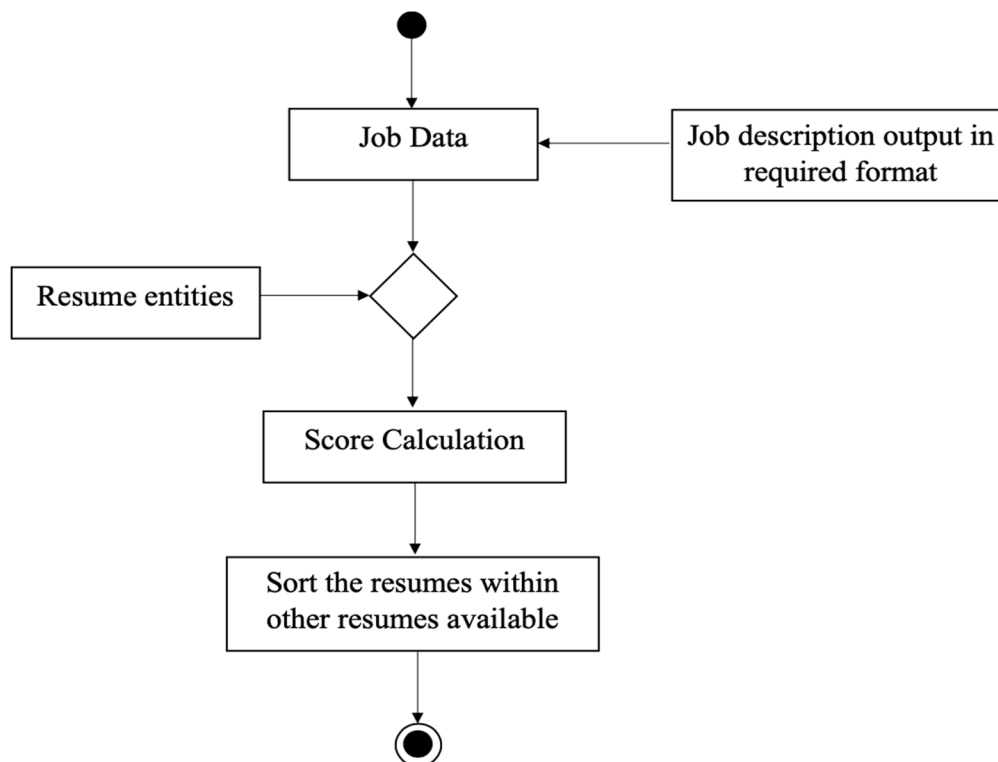 Job Data
Job description output in
required format
Resume entities
Score Calculation
Sort the resumes within
other resumes available